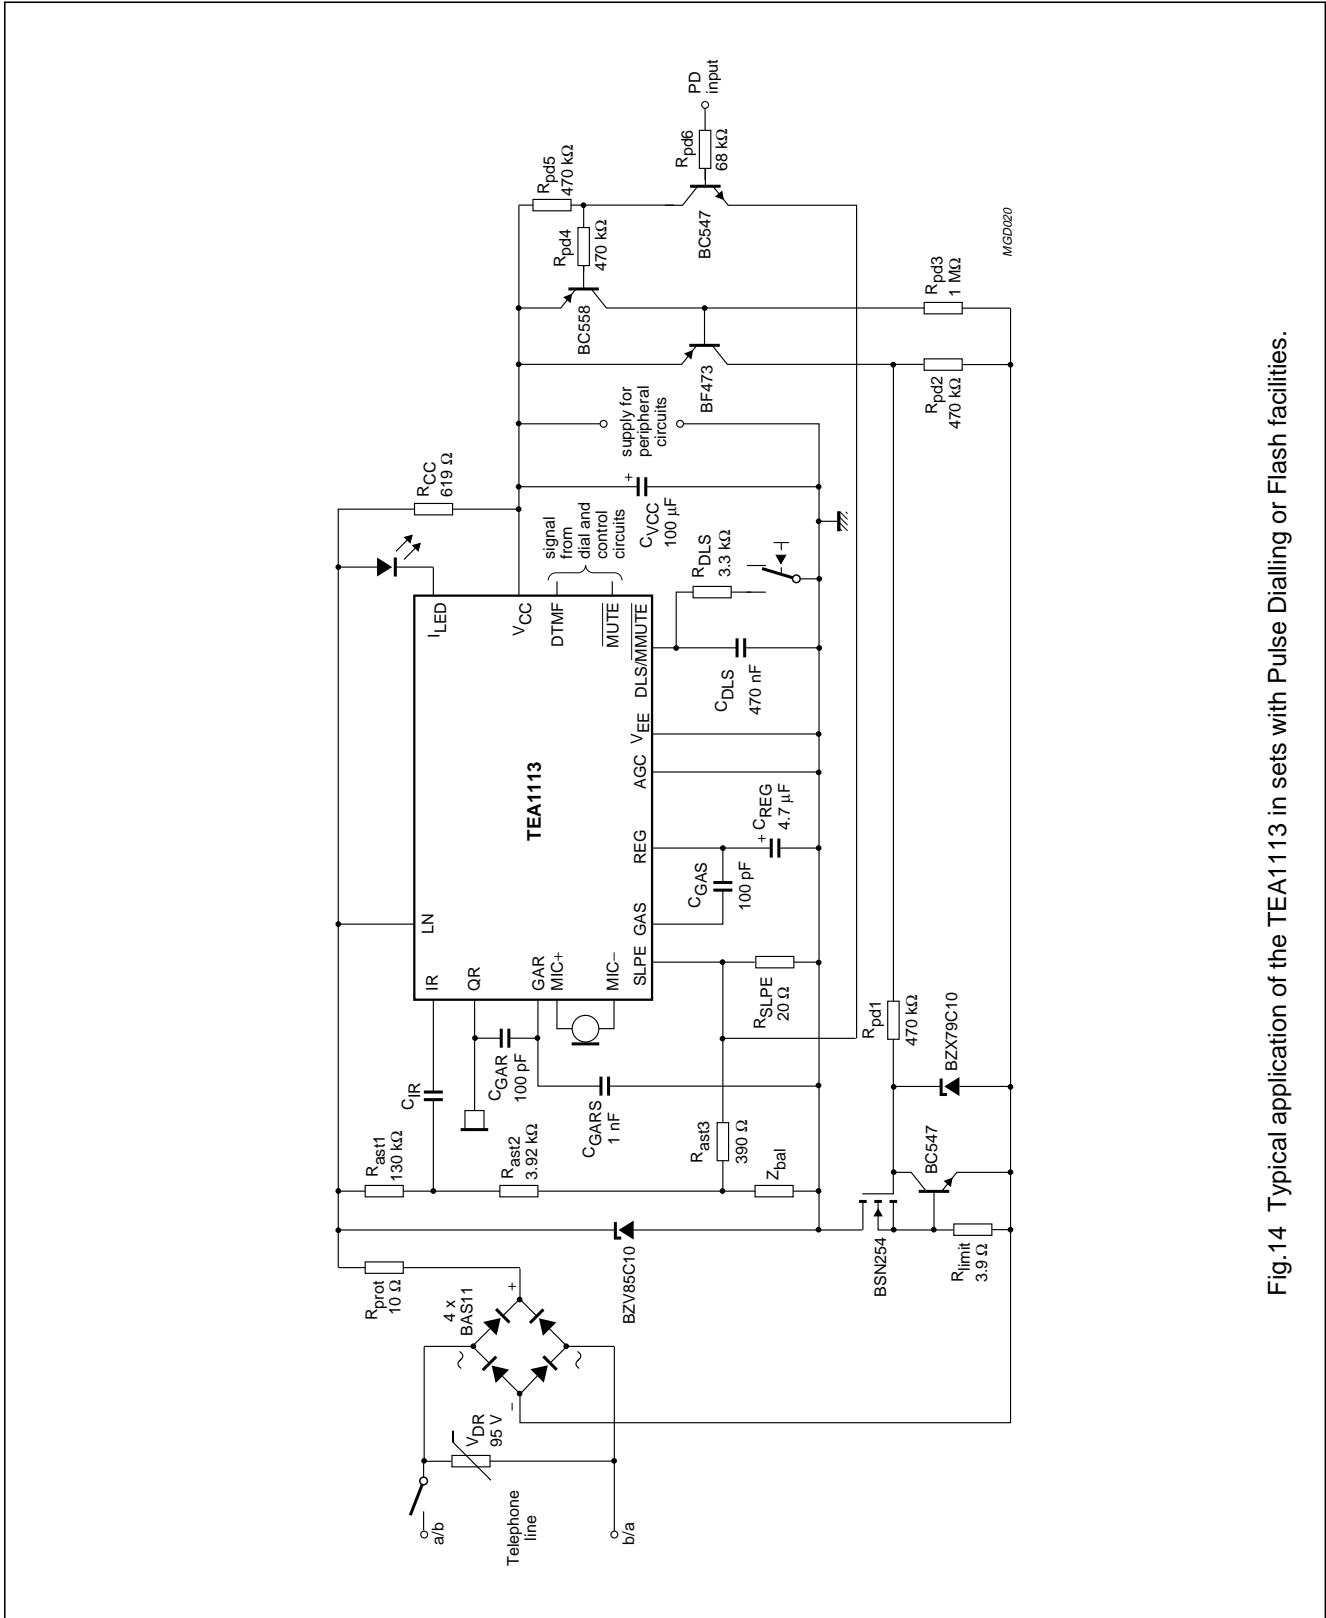 Telephone
line
a/b
b/a
VDR
95 V
4 x
BAS11
~
~
+
−
Rprot
10 Ω
BZV85C10
Rast1
130 kΩ
Rast2
3.92 kΩ
Rast3
390 Ω
Zbal
BSN254
Rlimit
3.9 Ω
BC547
BZX79C10
Rpd1
470 kΩ
CIR
CGAR
100 pF
CGARS
1 nF
RSLPE
20 Ω
IR
QR
GAR
MIC+
MIC−
SLPE
LN
GAS
REG
AGC
VEE
DLS/MMUTE
TEA1113
ILED
VCC
DTMF
MUTE
CGAS
100 pF
+
CREG
4.7 µF
CDLS
470 nF
RDLS
3.3 kΩ
RCC
619 Ω
signal
from
dial and
control
circuits
+
CVCC
100 µF
supply for
peripheral
circuits
BF473
BC558
Rpd4
470 kΩ
Rpd5
470 kΩ
BC547
Rpd6
68 kΩ
PD
input
Rpd2
470 kΩ
Rpd3
1 MΩ
MGD020
Fig.14 Typical application of the TEA1113 in sets with Pulse Dialling or Flash facilities.